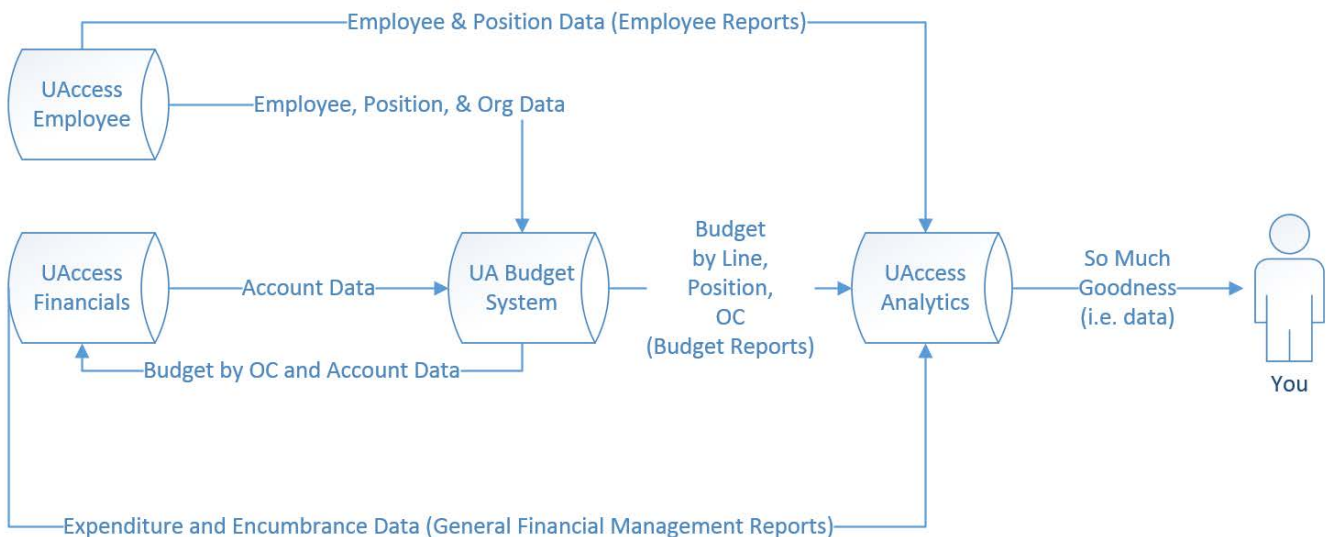 Employee & Position Data (Employee Reports)
UAccess
Employee
Employee, Position, & Org Data
UAccess
Financials
Account Data
UA Budget
System
Budget
by Line,
Position,
OC
(Budget Reports)
UAccess
Analytics
So Much
Goodness
(i.e. data)
You
Budget by OC and Account Data
Expenditure and Encumbrance Data (General Financial Management Reports)